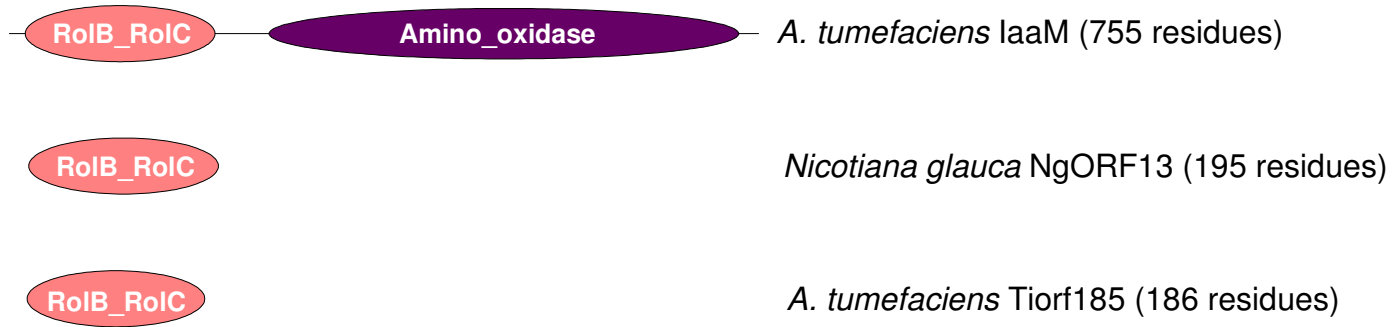 RolB_RolC Amino_oxidase A. tumefaciens IaaM (755 residues)
RolB_RolC Nicotiana glauca NgORF13 (195 residues)
RolB_RolC A. tumefaciens Tiorf185 (186 residues)